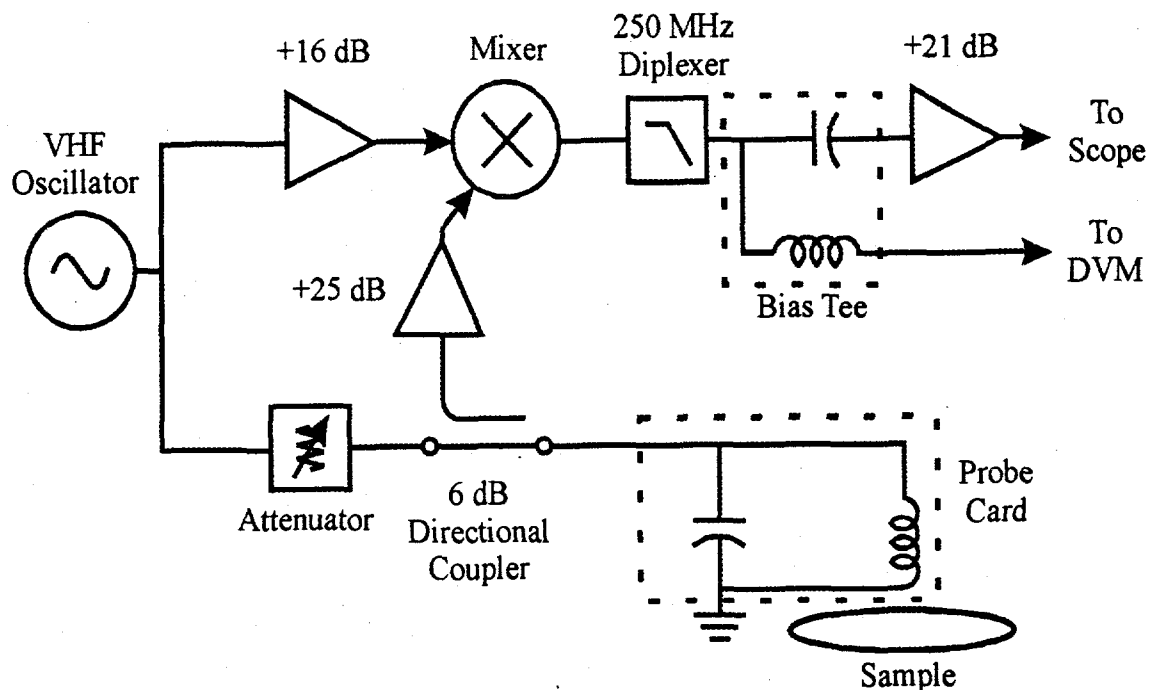 +16 dB
Mixer
250 MHz
Diplexer
+21 dB
To
Scope
VHF
Oscillator
To
DVM
+25 dB
Bias Tee
Attenuator
6 dB
Directional
Coupler
Probe
Card
Sample